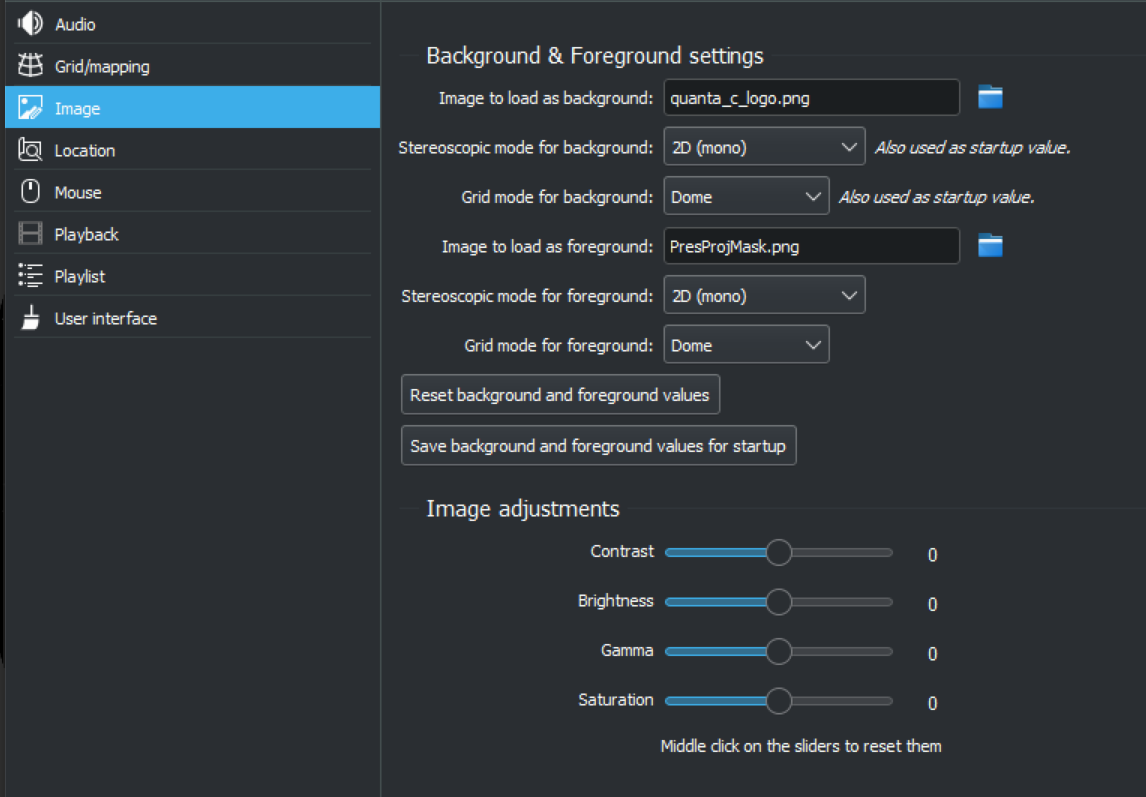 Audio
Grid/mapping
Image
Location
Mouse
Playback
Playlist
User interface
Background & Foreground settings
Image to load as background: quanta_c_logo.png
Stereoscopic mode for background: 2D (mono) Also used as startup value.
Grid mode for background: Dome Also used as startup value.
Image to load as foreground: PresProjMask.png
Stereoscopic mode for foreground: 2D (mono)
Grid mode for foreground: Dome
Reset background and foreground values
Save background and foreground values for startup
Image adjustments
Contrast 0
Brightness 0
Gamma 0
Saturation 0
Middle click on the sliders to reset them